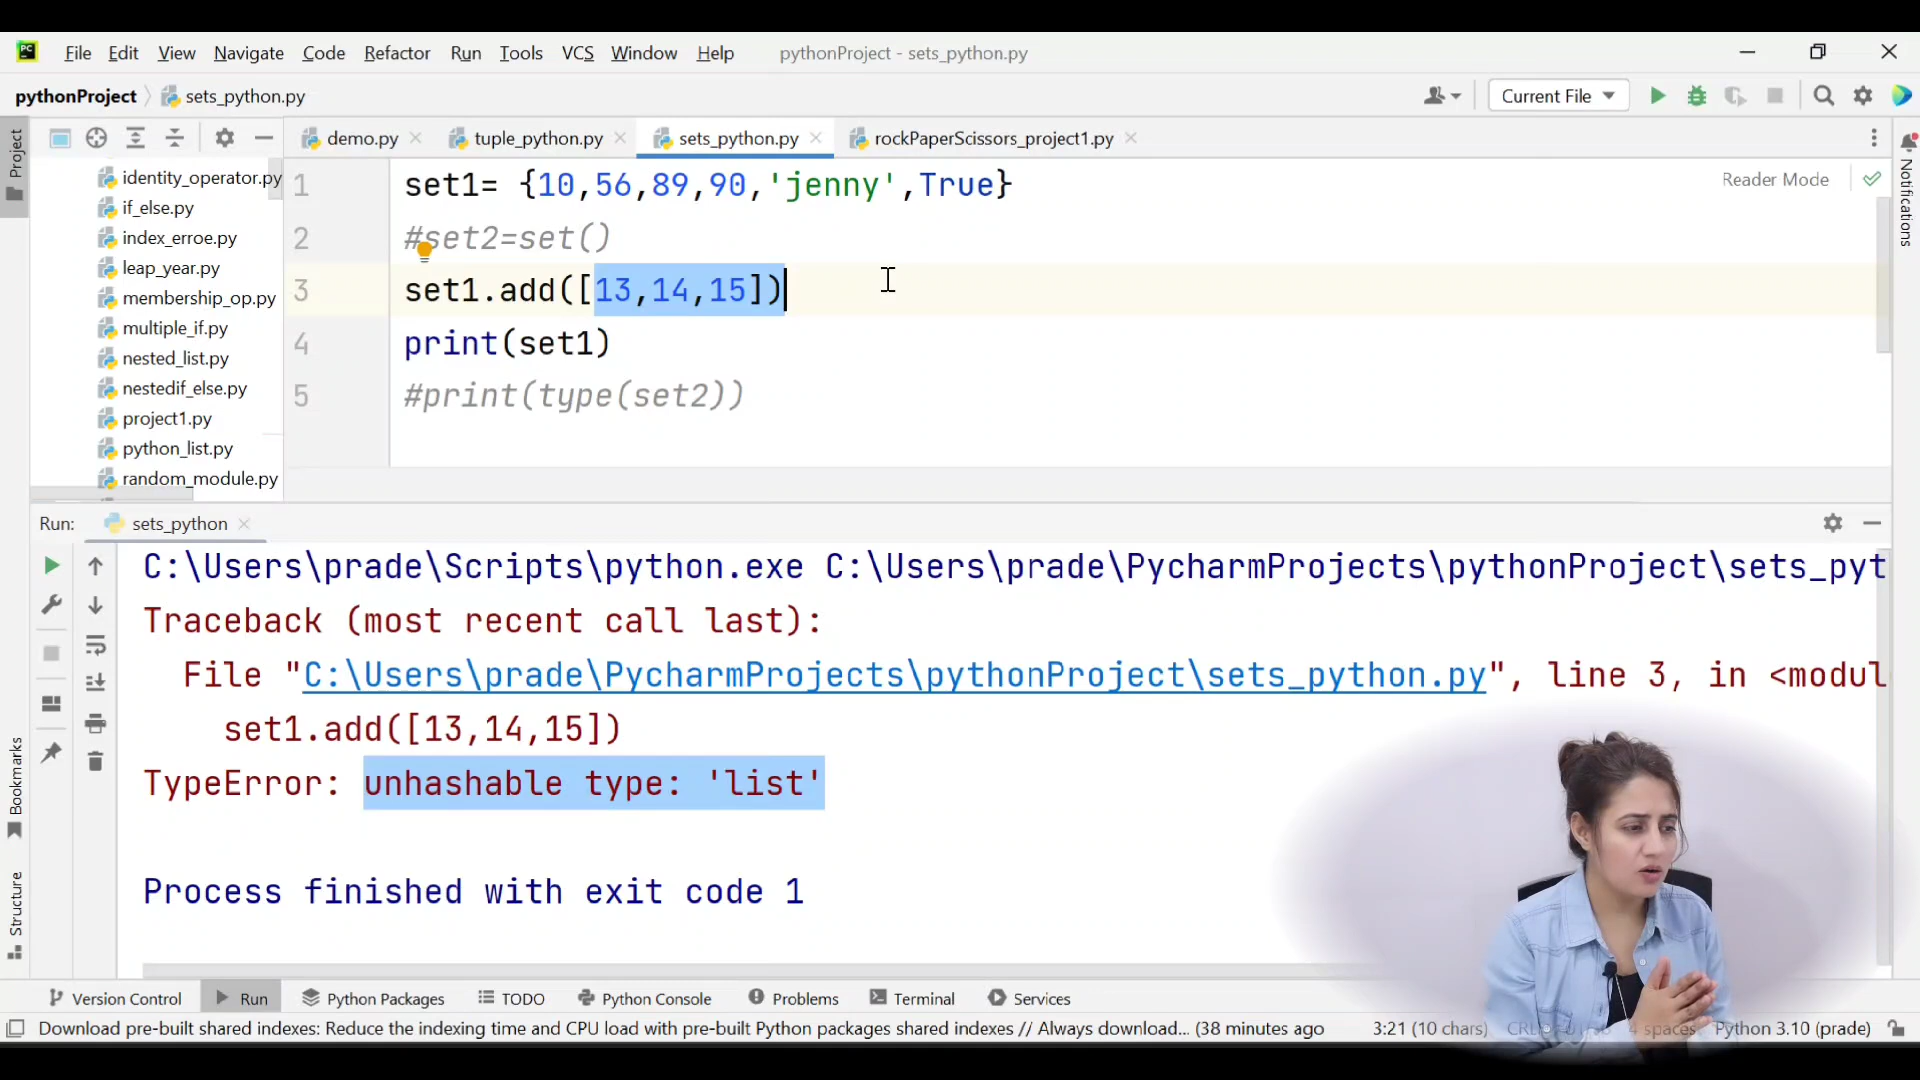 File Edit View Navigate Code Refactor Run Tools VCS Window Help pythonProject - sets_python.py
pythonProject sets_python.py Current File
Project
demo.py tuple_python.py sets_python.py rockPaperScissors_project1.py
Notifications
identity_operator.py
if_else.py
index_erroe.py
leap_year.py
membership_op.py
multiple_if.py
nested_list.py
nestedif_else.py
project1.py
python_list.py
random_module.py
Reader Mode
1 set1= {10,56,89,90,'jenny',True}
2 #set2=set()
3 set1.add([13,14,15])
4 print(set1)
5 #print(type(set2))
Run: sets_python
C:\Users\prade\Scripts\python.exe C:\Users\prade\PycharmProjects\pythonProject\sets_pyt
Traceback (most recent call last):
File "C:\Users\prade\PycharmProjects\pythonProject\sets_python.py", line 3, in <modul
set1.add([13,14,15])
TypeError: unhashable type: 'list'
Process finished with exit code 1
Bookmarks
Structure
Version Control Run Python Packages TODO Python Console Problems Terminal Services
Download pre-built shared indexes: Reduce the indexing time and CPU load with pre-built Python packages shared indexes // Always download... (38 minutes ago 3:21 (10 chars) 4 spaces Python 3.10 (prade)